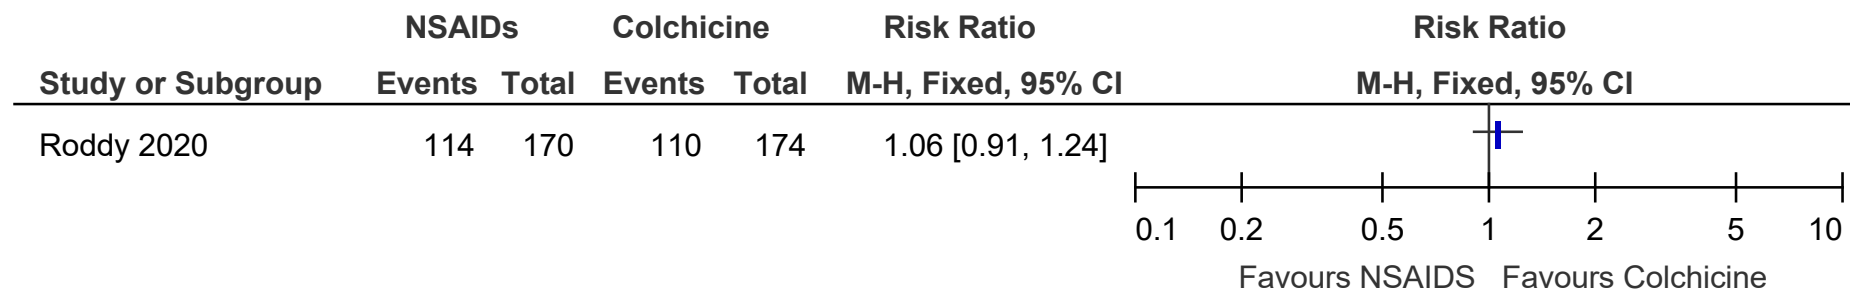 NSAIDs Colchicine Risk Ratio Risk Ratio
Study or Subgroup Events Total Events Total M-H, Fixed, 95% CI M-H, Fixed, 95% CI
Roddy 2020 114 170 110 174 1.06 [0.91, 1.24]
0.1 0.2 0.5 1 2 5 10
Favours NSAIDS Favours Colchicine